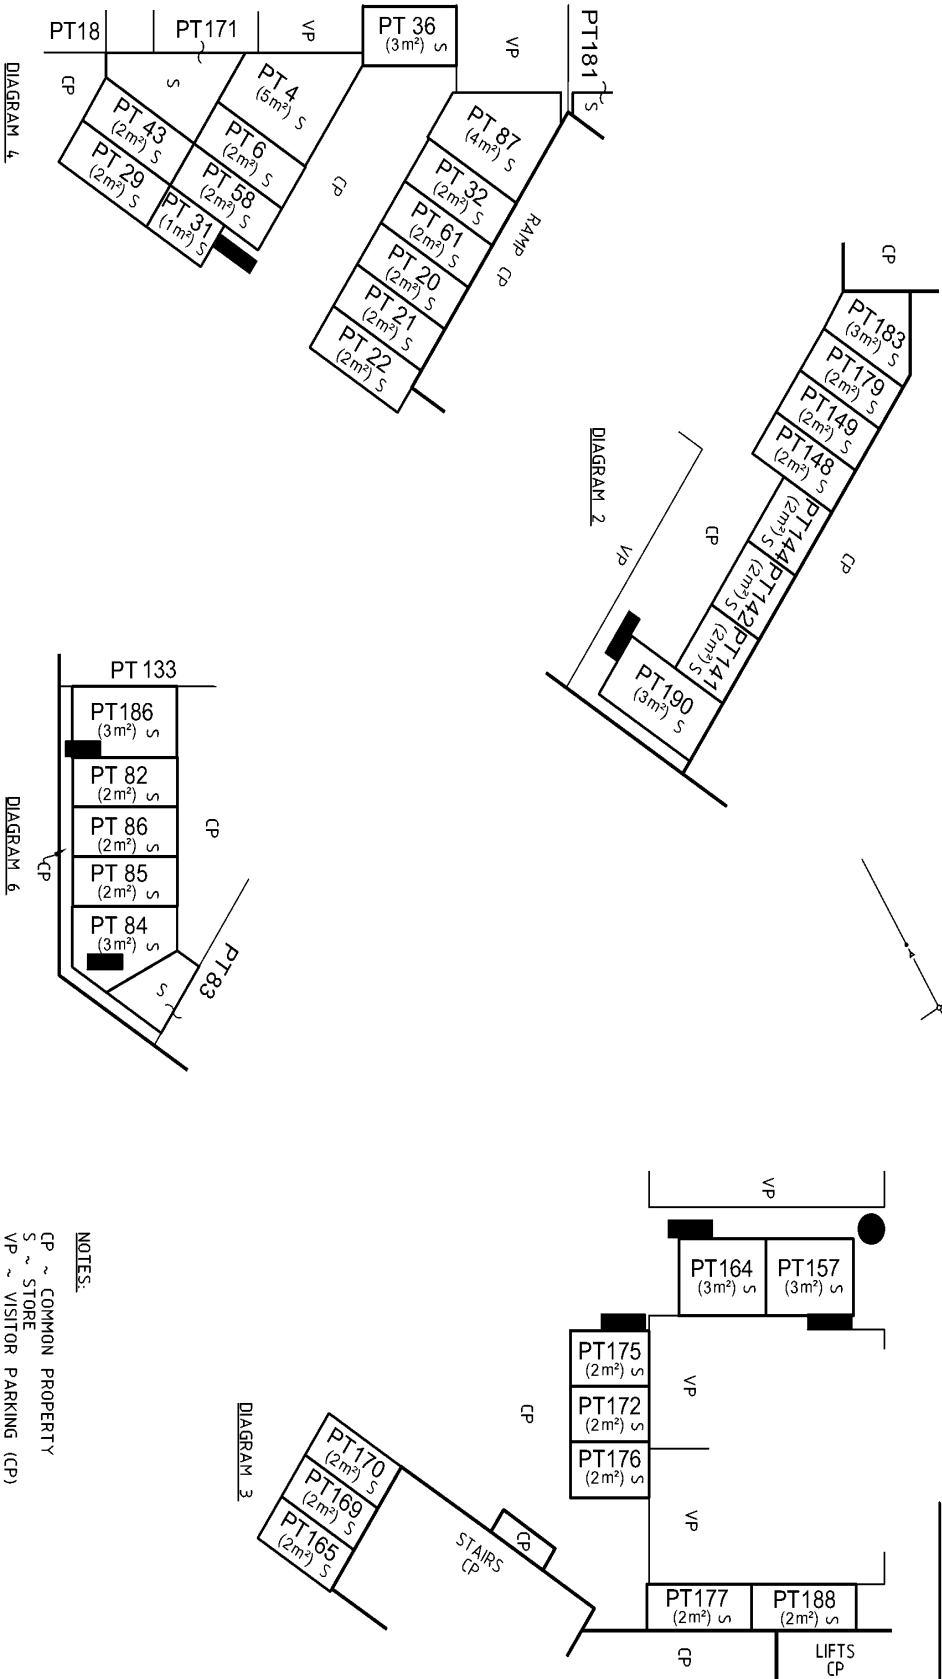 PT18
PT171
VP
PT 36
(3m²) S
VP
PT181
S
CP
S
PT 4
(5m²) S
PT 43
(2m²) S
PT 6
(2m²) S
PT 29
(2m²) S
PT 58
(2m²) S
PT 31
(1m²) S
CP
DIAGRAM 4
PT 87
(4m²) S
PT 32
(2m²) S
PT 61
(2m²) S
PT 20
(2m²) S
PT 21
(2m²) S
PT 22
(2m²) S
RAMP CP
CP
PT183
(3m²) S
PT179
(2m²) S
PT149
(2m²) S
PT148
(2m²) S
PT144
(2m²) S
PT142
(2m²) S
PT141
(2m²) S
PT190
(3m²) S
CP
CP
VP
DIAGRAM 2
PT 133
PT186
(3m²) S
PT 82
(2m²) S
PT 86
(2m²) S
PT 85
(2m²) S
PT 84
(3m²) S
PT 83
S
CP
CP
DIAGRAM 6
VP
PT164
(3m²) S
PT157
(3m²) S
PT175
(2m²) S
PT172
(2m²) S
PT176
(2m²) S
VP
VP
CP
PT170
(2m²) S
PT169
(2m²) S
PT165
(2m²) S
CP
STAIRS
CP
PT177
(2m²) S
PT188
(2m²) S
CP
LIFTS
CP
DIAGRAM 3
NOTES:
CP ~ COMMON PROPERTY
S ~ STORE
VP ~ VISITOR PARKING (CP)